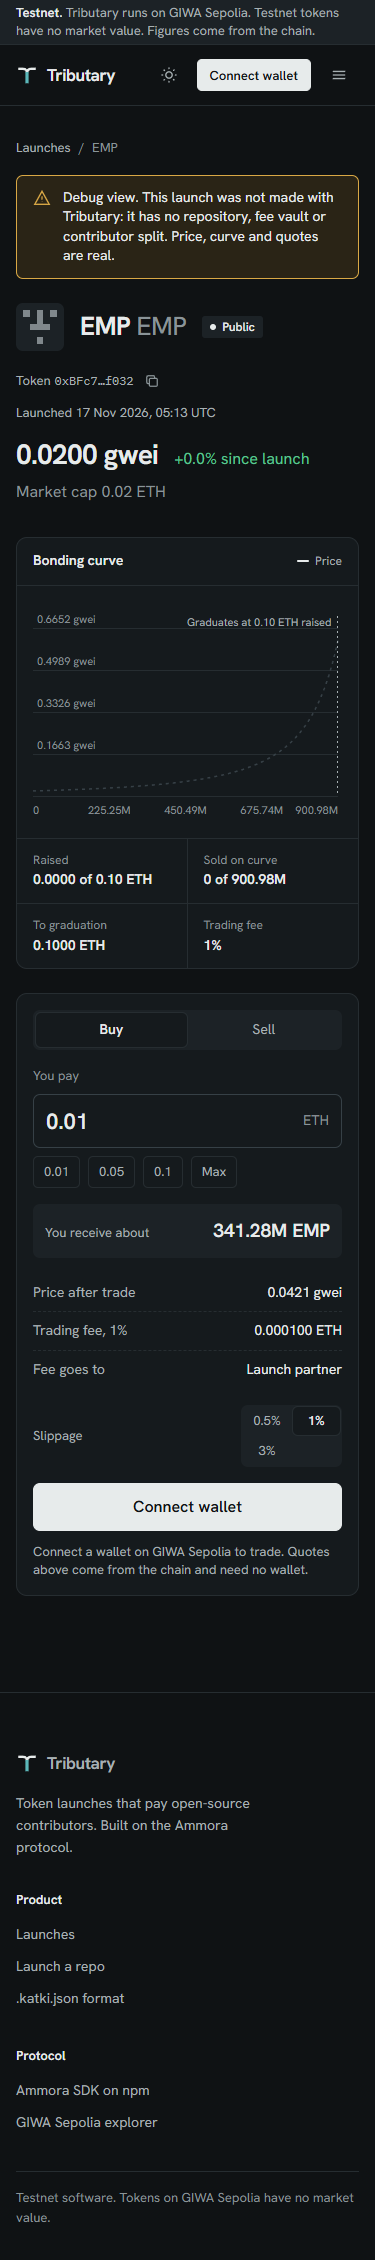 Testnet. Tributary runs on GIWA Sepolia. Testnet tokens
have no market value. Figures come from the chain.
Tributary
Connect wallet
Launches / EMP
Debug view. This launch was not made with
Tributary: it has no repository, fee vault or
contributor split. Price, curve and quotes
are real.
EMP EMP
Public
Token 0xBFc7…f032
Launched 17 Nov 2026, 05:13 UTC
0.0200 gwei +0.0% since launch
Market cap 0.02 ETH
Bonding curve
Price
0.6652 gwei
Graduates at 0.10 ETH raised
0.4989 gwei
0.3326 gwei
0.1663 gwei
0 225.25M 450.49M 675.74M 900.98M
Raised
0.0000 of 0.10 ETH
Sold on curve
0 of 900.98M
To graduation
0.1000 ETH
Trading fee
1%
Buy
Sell
You pay
0.01 ETH
0.01 0.05 0.1 Max
You receive about 341.28M EMP
Price after trade 0.0421 gwei
Trading fee, 1% 0.000100 ETH
Fee goes to Launch partner
Slippage
0.5% 1%
3%
Connect wallet
Connect a wallet on GIWA Sepolia to trade. Quotes
above come from the chain and need no wallet.
Tributary
Token launches that pay open-source
contributors. Built on the Ammora
protocol.
Product
Launches
Launch a repo
.katki.json format
Protocol
Ammora SDK on npm
GIWA Sepolia explorer
Testnet software. Tokens on GIWA Sepolia have no market
value.